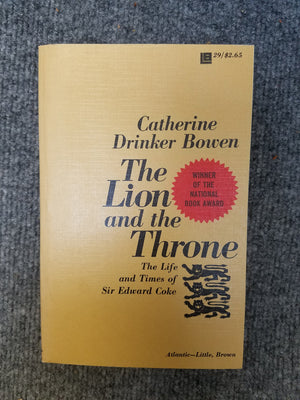 LB 29/$2.65
Catherine
Drinker Bowen
The
Lion
and the
Throne
WINNER
OF THE
NATIONAL
BOOK AWARD
The Life
and Times of
Sir Edward Coke
Atlantic—Little, Brown